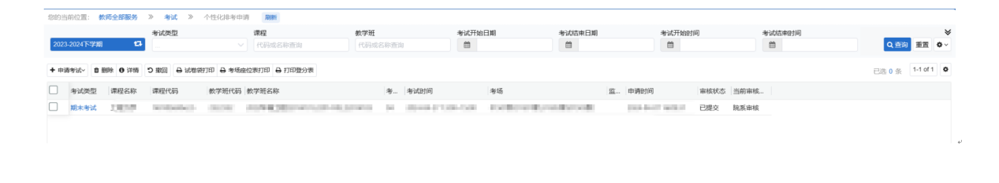 您的当前位置： 教师全部服务 》 考试 》 个性化排考申请 刷新
考试类型 课程 教学班 考试开始日期 考试结束日期 考试开始时间 考试结束时间
2023-2024下学期 ... 代码或名称查询 代码或名称查询 查询 重置
申请考试 删除 详情 撤回 试卷袋打印 考场座位表打印 打印登分表 已选 0 条 1-1 of 1
考试类型 课程名称 课程代码 教学班代码 教学班名称 考... 考试时间 考场 监... 申请时间 审核状态 当前审核...
期末考试 已提交 院系审核